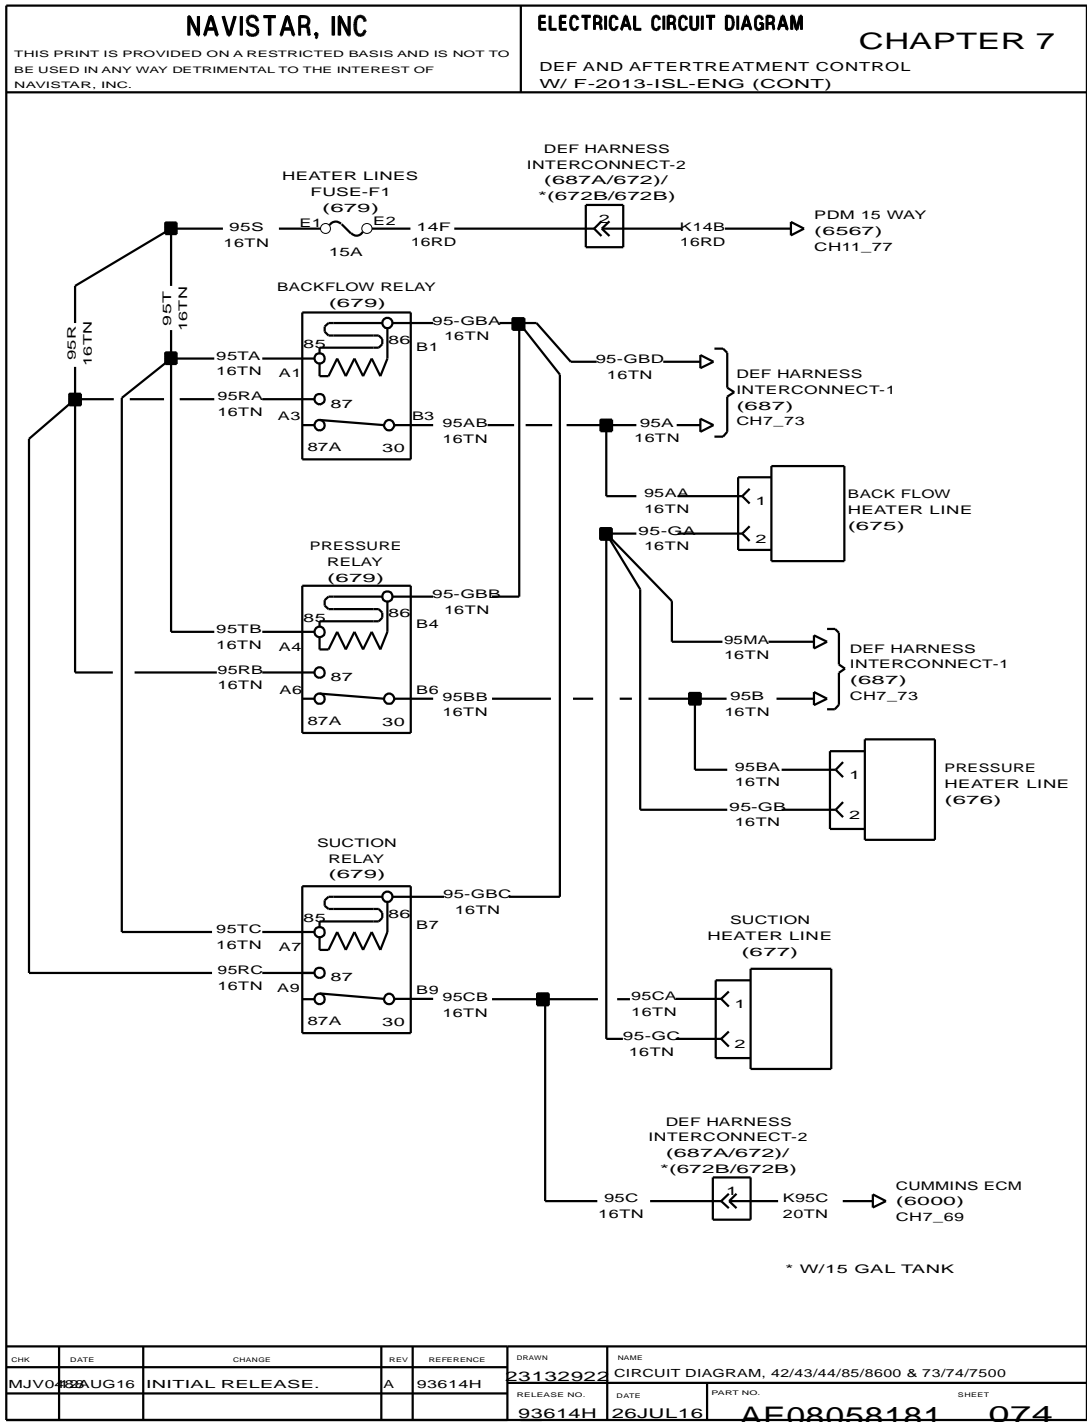 NAVISTAR, INC
THIS PRINT IS PROVIDED ON A RESTRICTED BASIS AND IS NOT TO
BE USED IN ANY WAY DETRIMENTAL TO THE INTEREST OF
NAVISTAR, INC.
ELECTRICAL CIRCUIT DIAGRAM
CHAPTER 7
DEF AND AFTERTREATMENT CONTROL
W/ F-2013-ISL-ENG (CONT)
DEF HARNESS
INTERCONNECT-2
(687A/672)/
*(672B/672B)
HEATER LINES
FUSE-F1
(679)
95S
16TN
E1
E2
15A
14F
16RD
2
K14B
16RD
PDM 15 WAY
(6567)
CH11_77
95R
16TN
95T
16TN
BACKFLOW RELAY
(679)
85
86
95-GBA
16TN
B1
95TA
16TN
A1
95RA
16TN
A3
87
B3
87A
30
95AB
16TN
95-GBD
16TN
95A
16TN
DEF HARNESS
INTERCONNECT-1
(687)
CH7_73
95AA
16TN
95-GA
16TN
1
2
BACK FLOW
HEATER LINE
(675)
PRESSURE
RELAY
(679)
85
86
95-GBB
16TN
B4
95TB
16TN
A4
95RB
16TN
A6
87
B6
87A
30
95BB
16TN
95MA
16TN
95B
16TN
DEF HARNESS
INTERCONNECT-1
(687)
CH7_73
95BA
16TN
95-GB
16TN
1
2
PRESSURE
HEATER LINE
(676)
SUCTION
RELAY
(679)
85
86
95-GBC
16TN
B7
95TC
16TN
A7
95RC
16TN
A9
87
B9
87A
30
95CB
16TN
SUCTION
HEATER LINE
(677)
95CA
16TN
95-GC
16TN
1
2
DEF HARNESS
INTERCONNECT-2
(687A/672)/
*(672B/672B)
95C
16TN
1
K95C
20TN
CUMMINS ECM
(6000)
CH7_69
* W/15 GAL TANK
CHK DATE CHANGE REV REFERENCE DRAWN NAME
INITIAL RELEASE. A 93614H 23132922 CIRCUIT DIAGRAM, 42/43/44/85/8600 & 73/74/7500
RELEASE NO. DATE PART NO. SHEET
93614H 26JUL16 AF08058181 074